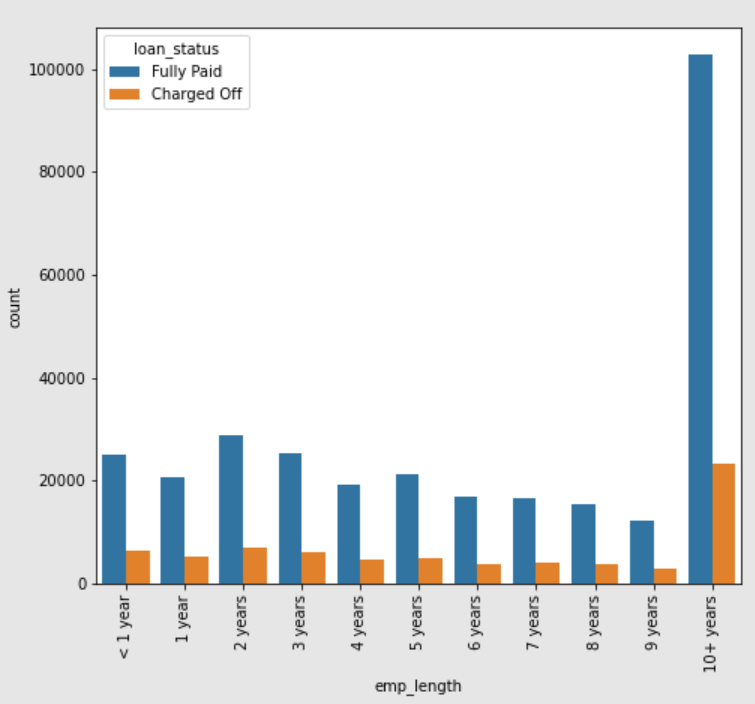 loan_status
Fully Paid
Charged Off
100000
80000
60000
40000
20000
0
count
< 1 year
1 year
2 years
3 years
4 years
5 years
6 years
7 years
8 years
9 years
10+ years
emp_length